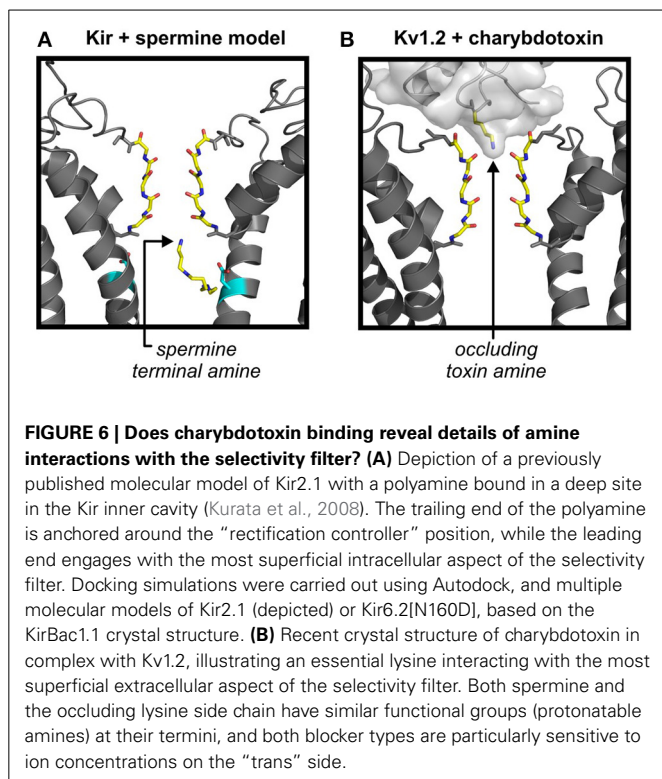 A Kir + spermine model
B Kv1.2 + charybdotoxin
spermine
terminal amine
occluding
toxin amine
FIGURE 6 | Does charybdotoxin binding reveal details of amine
interactions with the selectivity filter? (A) Depiction of a previously
published molecular model of Kir2.1 with a polyamine bound in a deep site
in the Kir inner cavity (Kurata et al., 2008). The trailing end of the polyamine
is anchored around the “rectification controller” position, while the leading
end engages with the most superficial intracellular aspect of the selectivity
filter. Docking simulations were carried out using Autodock, and multiple
molecular models of Kir2.1 (depicted) or Kir6.2[N160D], based on the
KirBac1.1 crystal structure. (B) Recent crystal structure of charybdotoxin in
complex with Kv1.2, illustrating an essential lysine interacting with the most
superficial extracellular aspect of the selectivity filter. Both spermine and
the occluding lysine side chain have similar functional groups (protonatable
amines) at their termini, and both blocker types are particularly sensitive to
ion concentrations on the “trans” side.